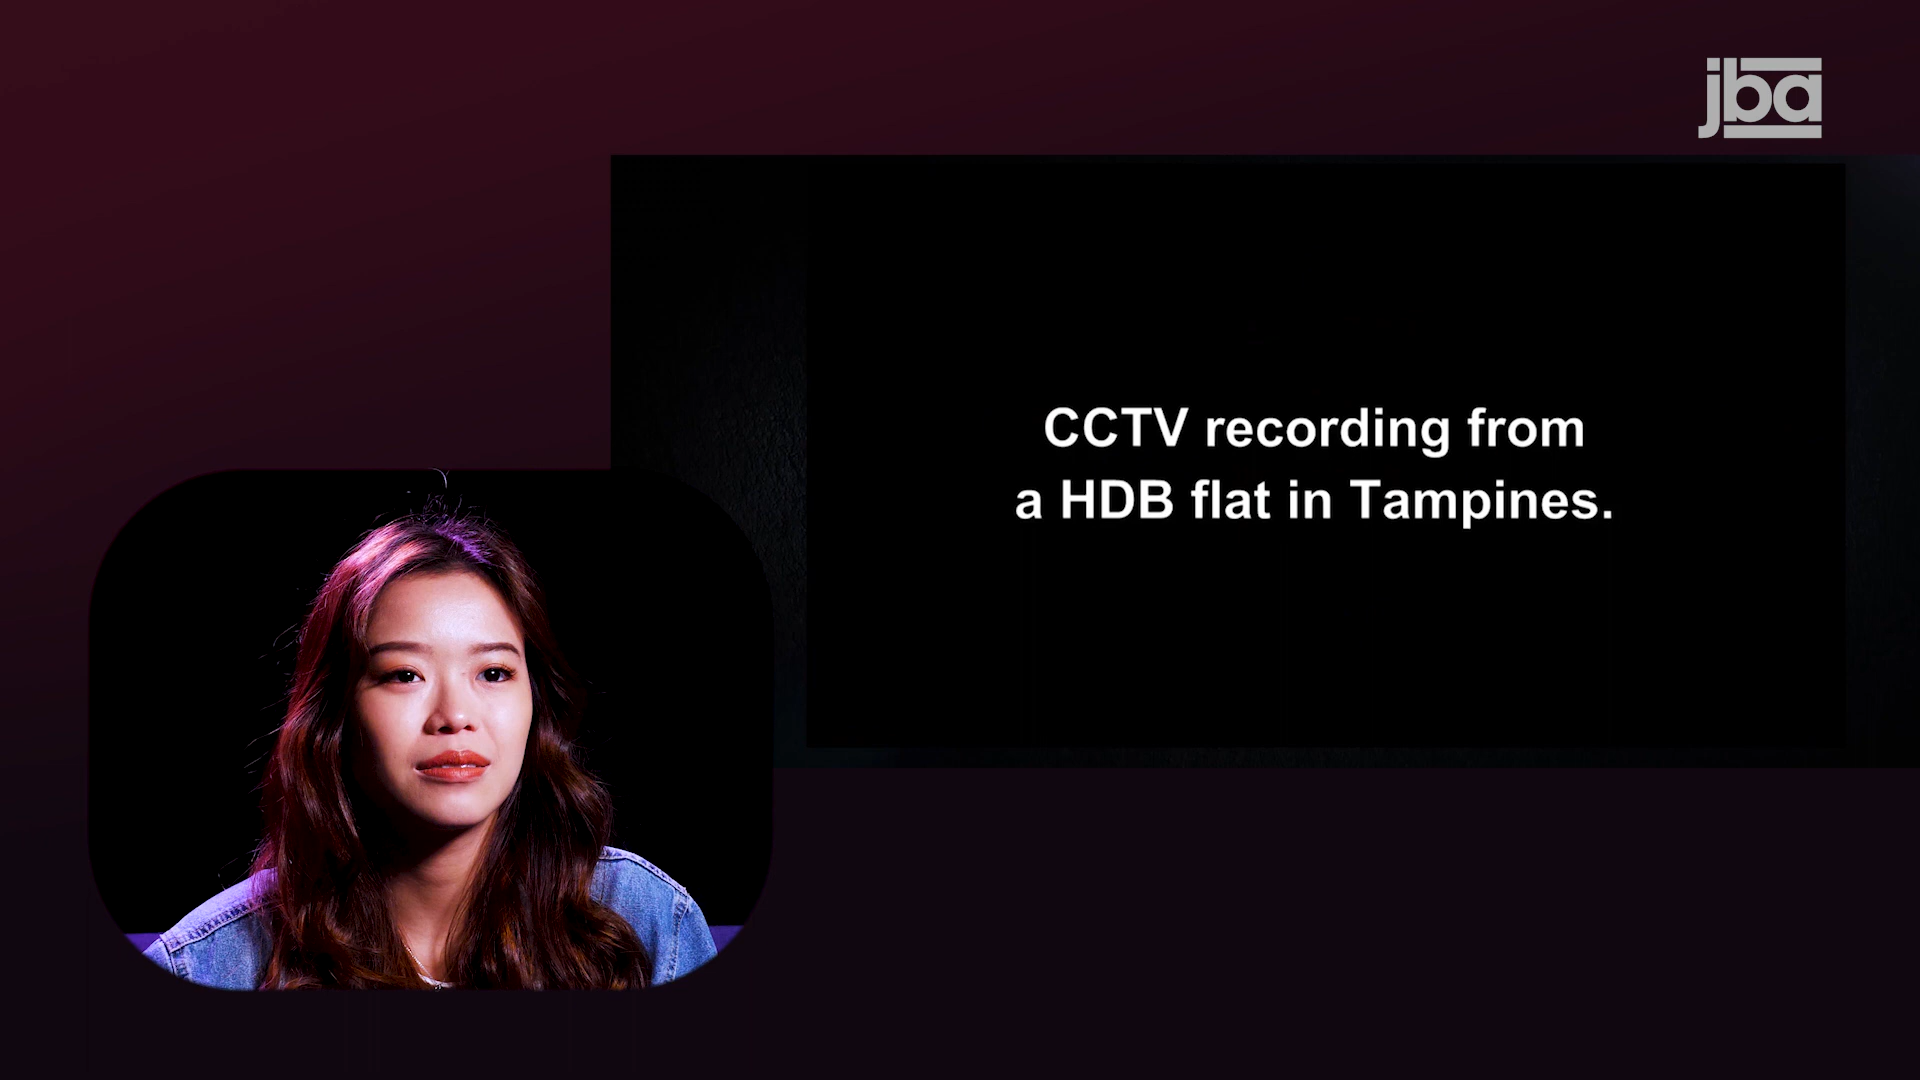 jba
CCTV recording from
a HDB flat in Tampines.